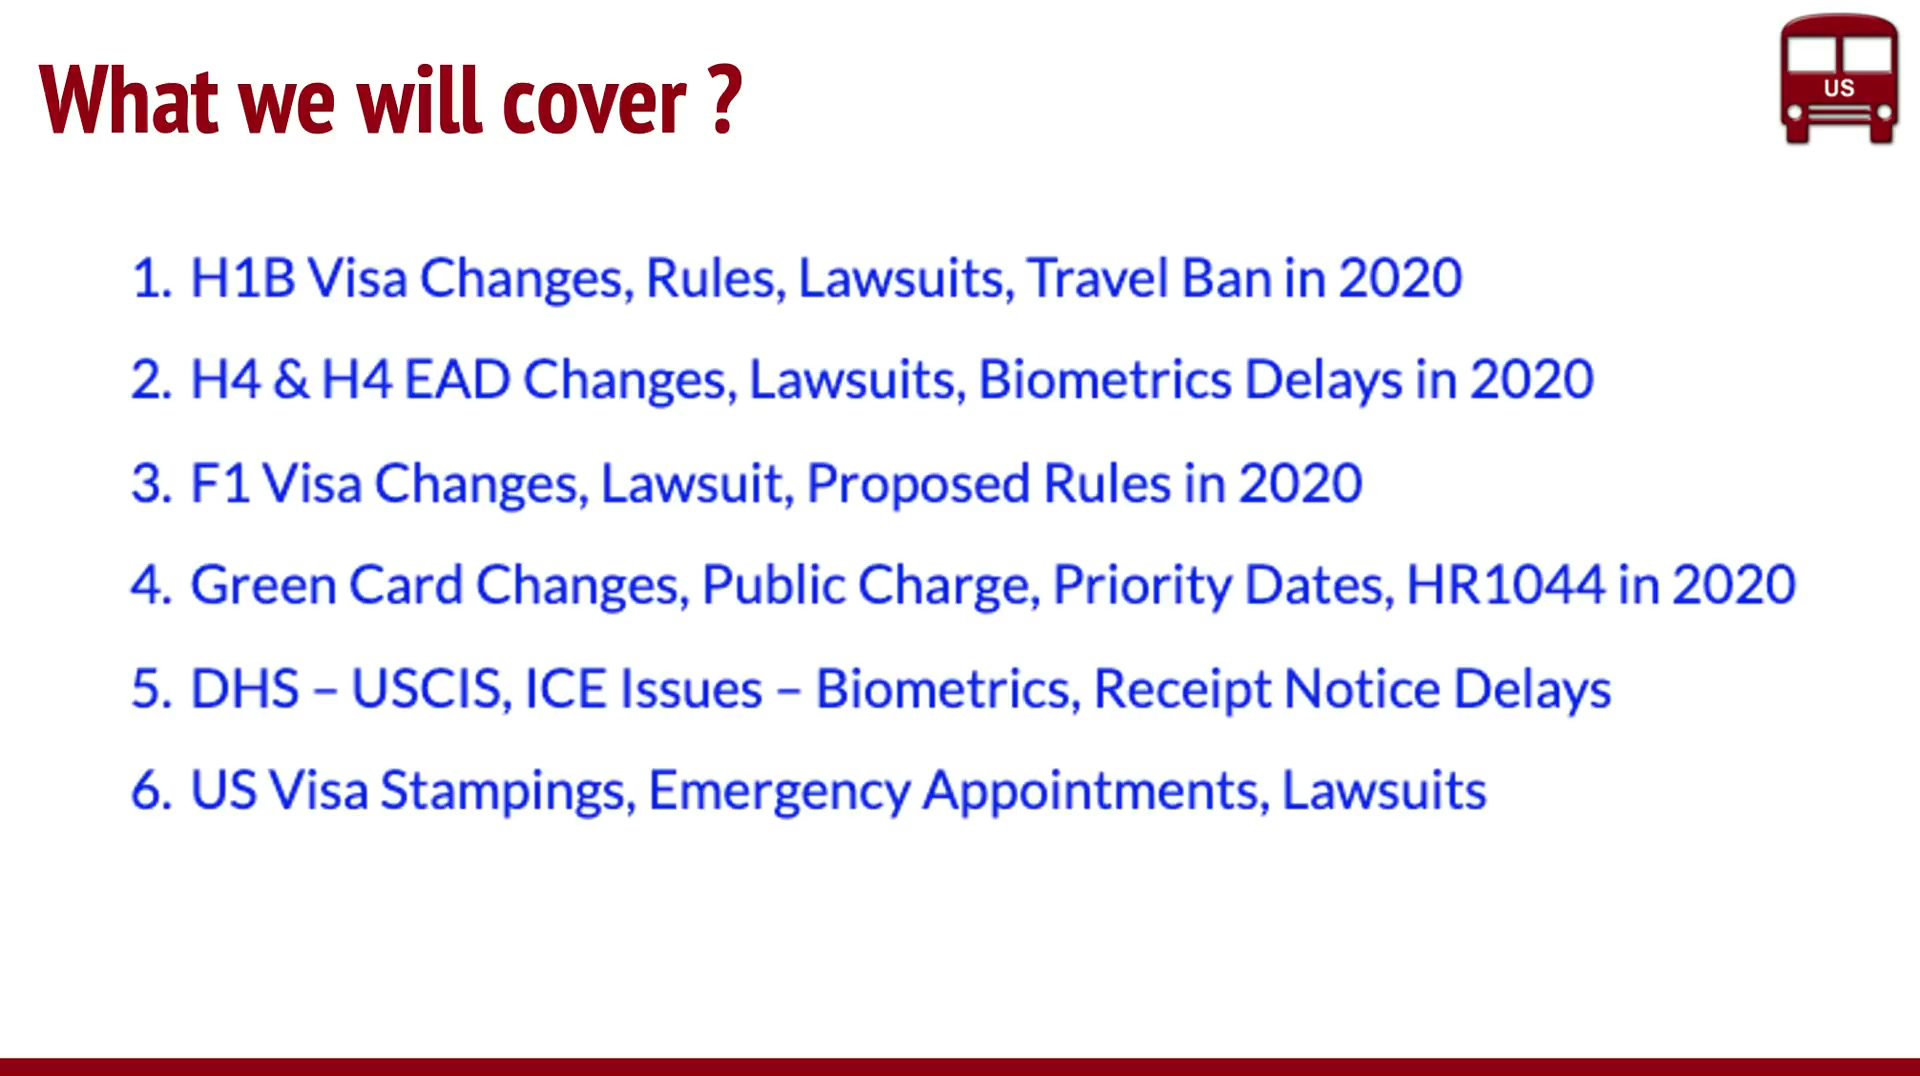 What we will cover ?
US
1. H1B Visa Changes, Rules, Lawsuits, Travel Ban in 2020
2. H4 & H4 EAD Changes, Lawsuits, Biometrics Delays in 2020
3. F1 Visa Changes, Lawsuit, Proposed Rules in 2020
4. Green Card Changes, Public Charge, Priority Dates, HR1044 in 2020
5. DHS – USCIS, ICE Issues – Biometrics, Receipt Notice Delays
6. US Visa Stampings, Emergency Appointments, Lawsuits